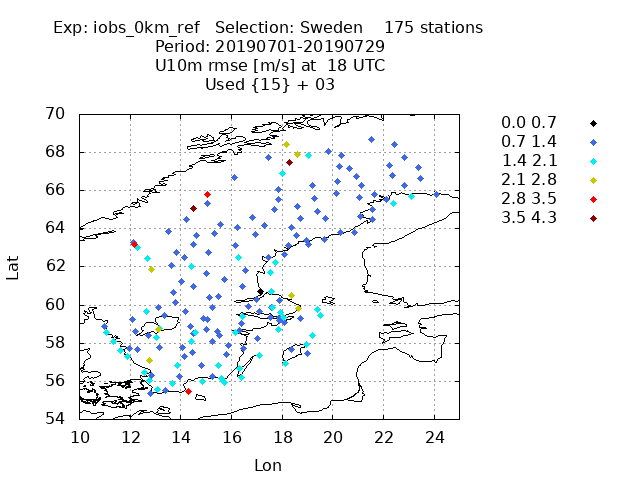 Exp: iobs_0km_ref   Selection: Sweden    175 stations
Period: 20190701-20190729
U10m rmse [m/s] at  18 UTC
Used {15} + 03
70
68
66
64
62
60
58
56
54
10 12 14 16 18 20 22 24
Lat
Lon
0.0 0.7
0.7 1.4
1.4 2.1
2.1 2.8
2.8 3.5
3.5 4.3